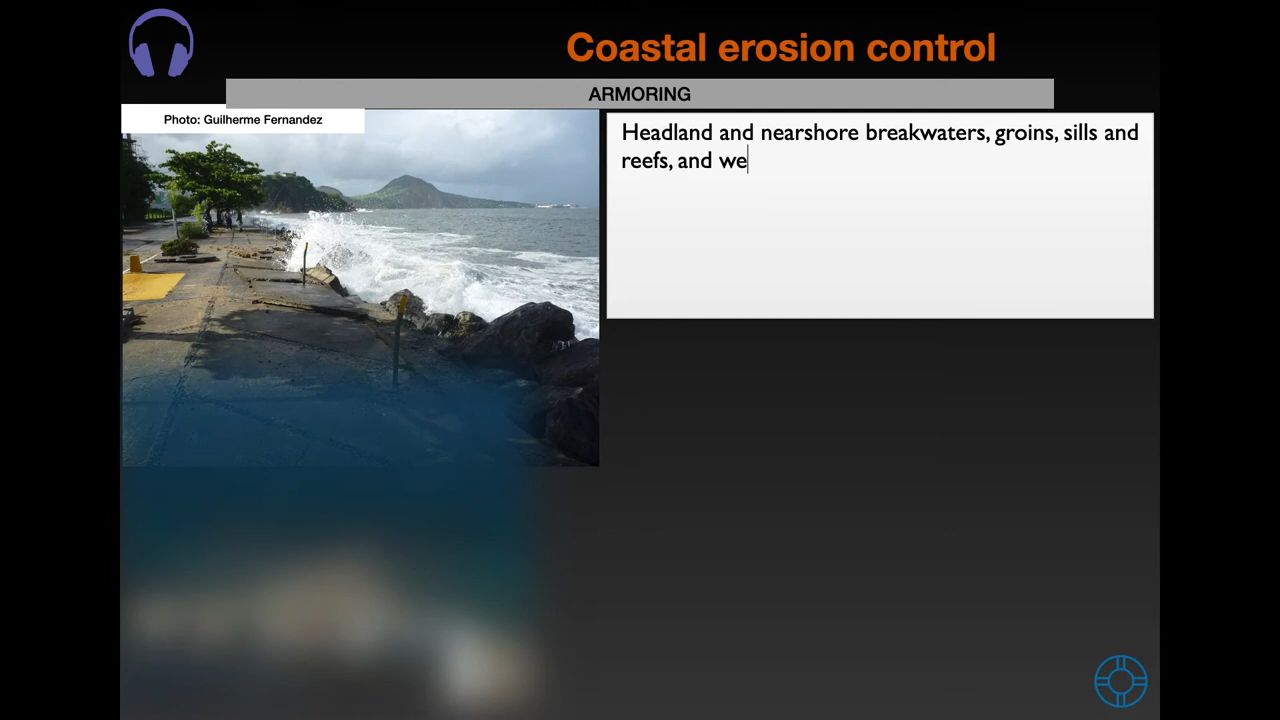 Coastal erosion control
ARMORING
Photo: Guilherme Fernandez
Headland and nearshore breakwaters, groins, sills and
reefs, and we